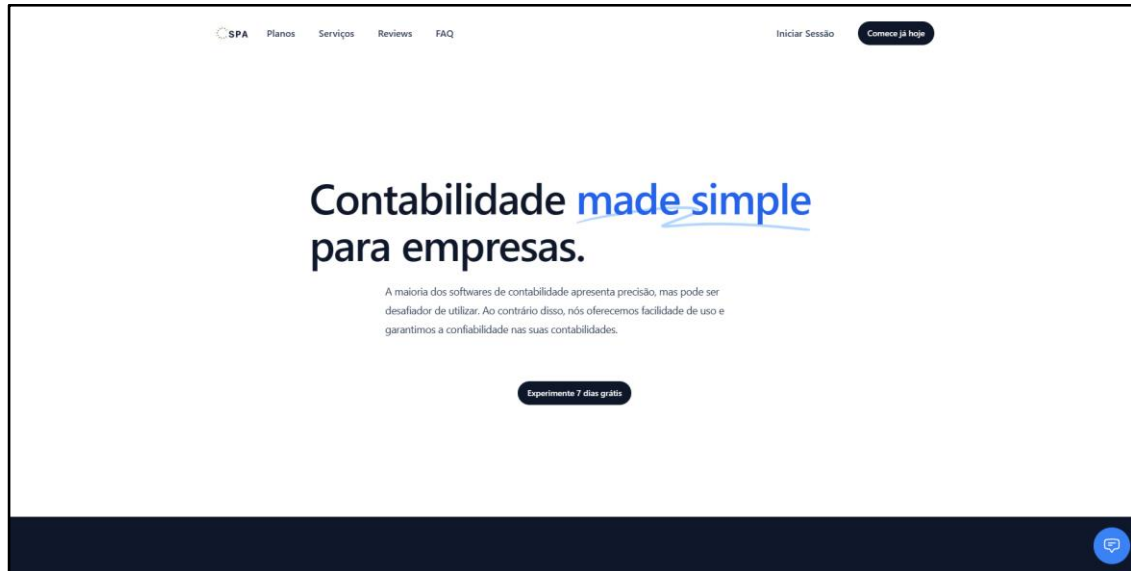 SPA Planos Serviços Reviews FAQ Iniciar Sessão Comece já hoje
Contabilidade made simple
para empresas.
A maioria dos softwares de contabilidade apresenta precisão, mas pode ser
desafiador de utilizar. Ao contrário disso, nós oferecemos facilidade de uso e
garantimos a confiabilidade nas suas contabilidades.
Experimente 7 dias grátis